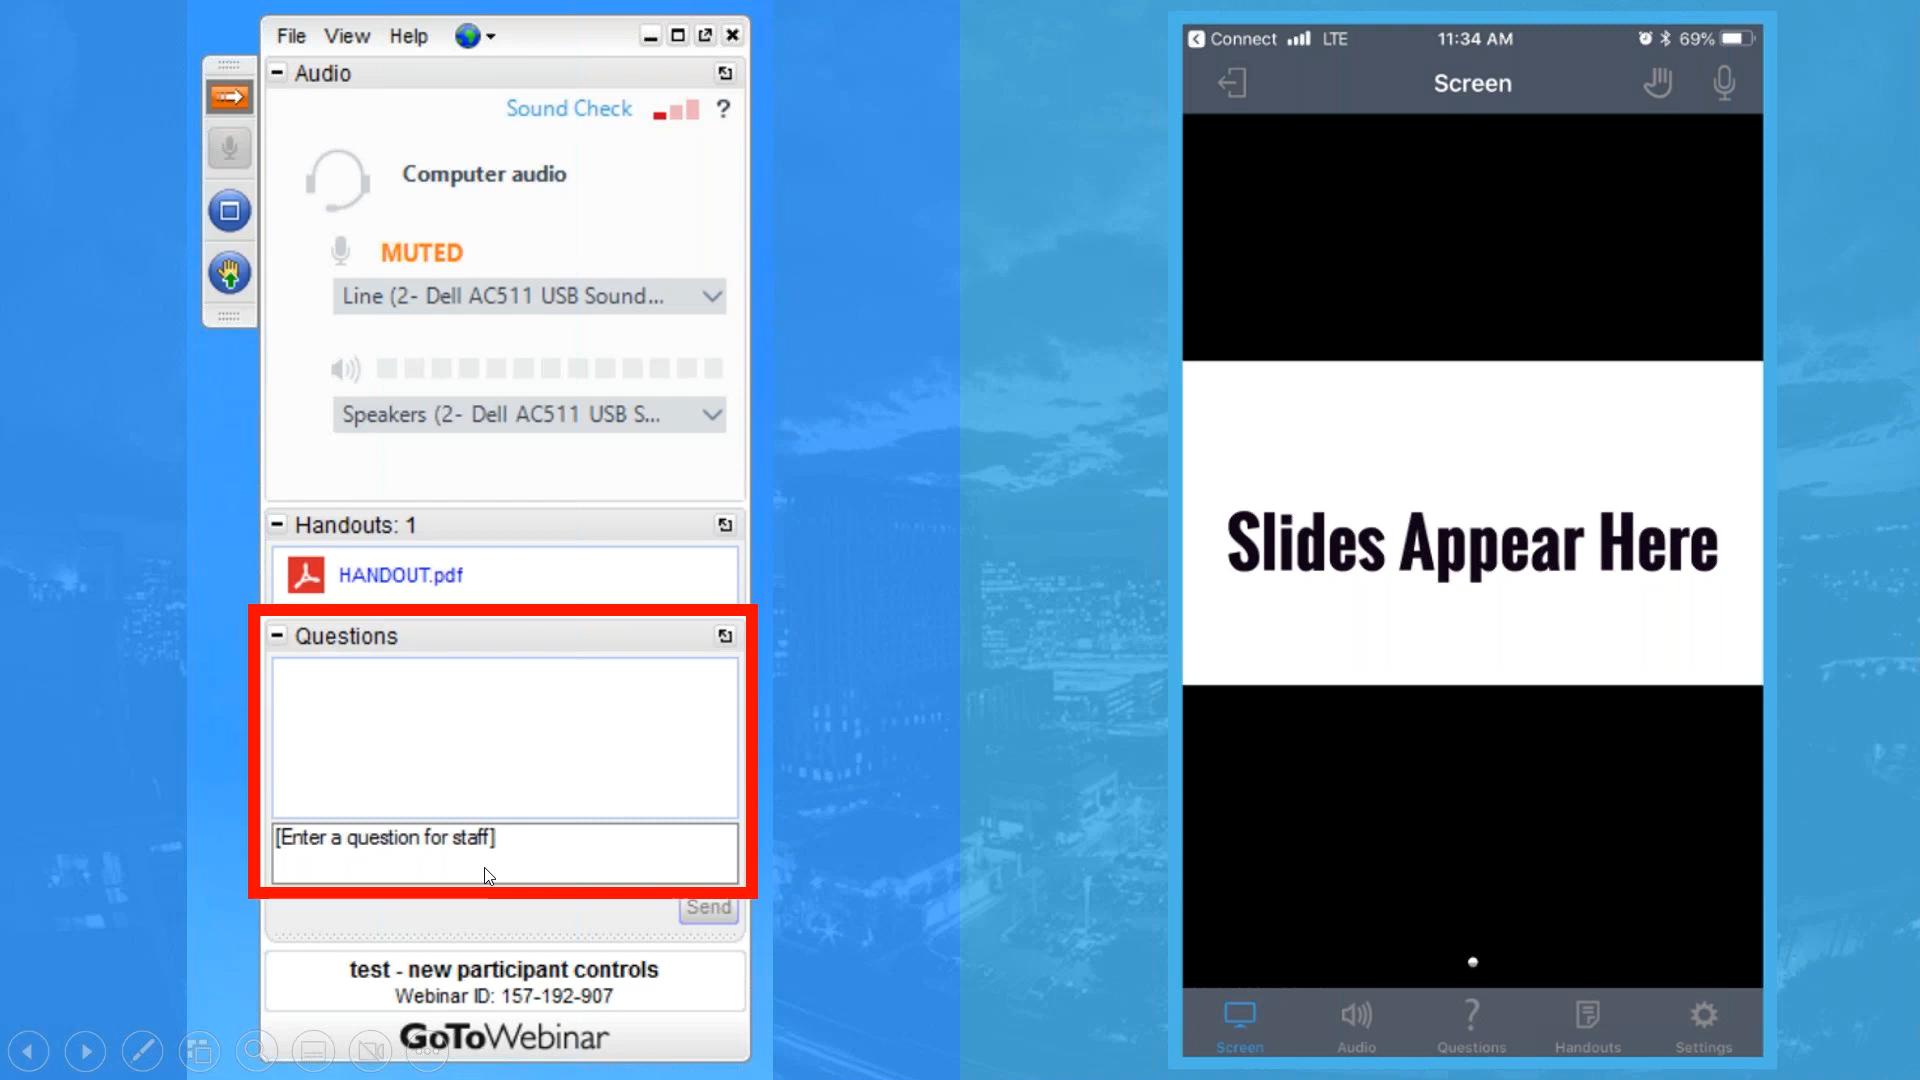 File View Help
Audio
Sound Check ?
Computer audio
MUTED
Line (2- Dell AC511 USB Sound...
Speakers (2- Dell AC511 USB S...
Handouts: 1
HANDOUT.pdf
Questions
[Enter a question for staff]
Send
test - new participant controls
Webinar ID: 157-192-907
GoToWebinar
Connect LTE 11:34 AM 69%
Screen
Slides Appear Here
Screen Audio Questions Handouts Settings